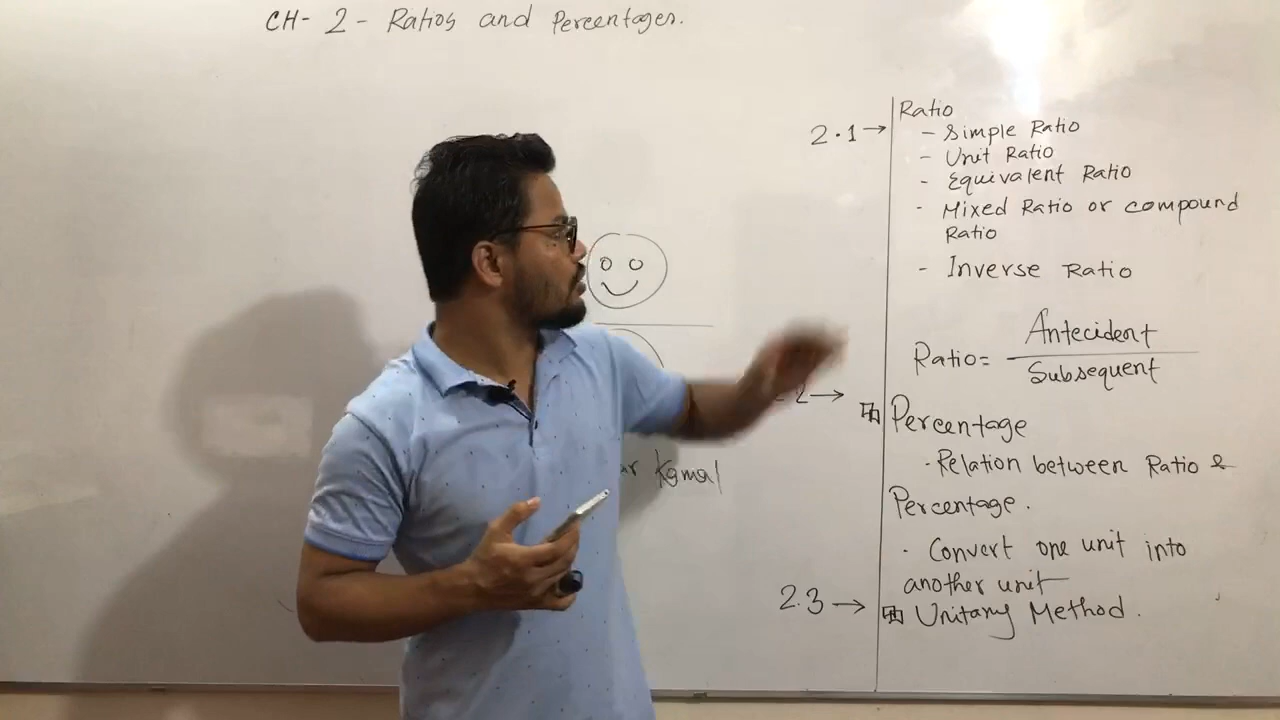 CH- 2 - Ratios and Percentages.
2.1 → Ratio
- Simple Ratio
- Unit Ratio
- Equivalent Ratio
- Mixed Ratio or compound
Ratio
- Inverse Ratio
Ratio = Antecident
Subsequent
2 → Percentage
· Relation between Ratio &
Percentage.
Kamal
· Convert one unit into
another unit
2.3 → Unitary Method.